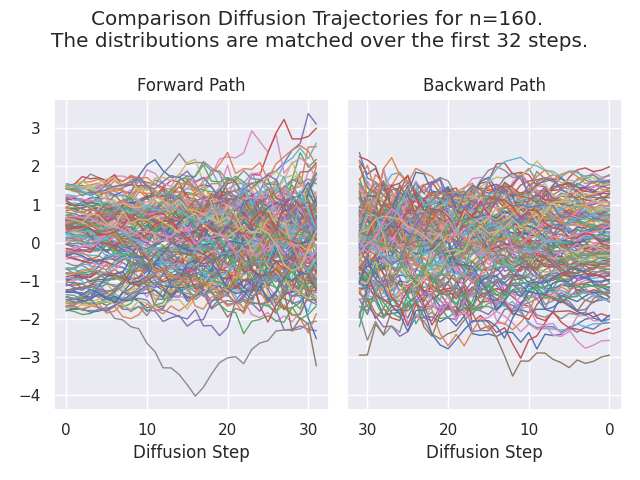 Comparison Diffusion Trajectories for n=160.
The distributions are matched over the first 32 steps.
Forward Path
Backward Path
3
2
1
0
−1
−2
−3
−4
0 10 20 30
30 20 10 0
Diffusion Step
Diffusion Step